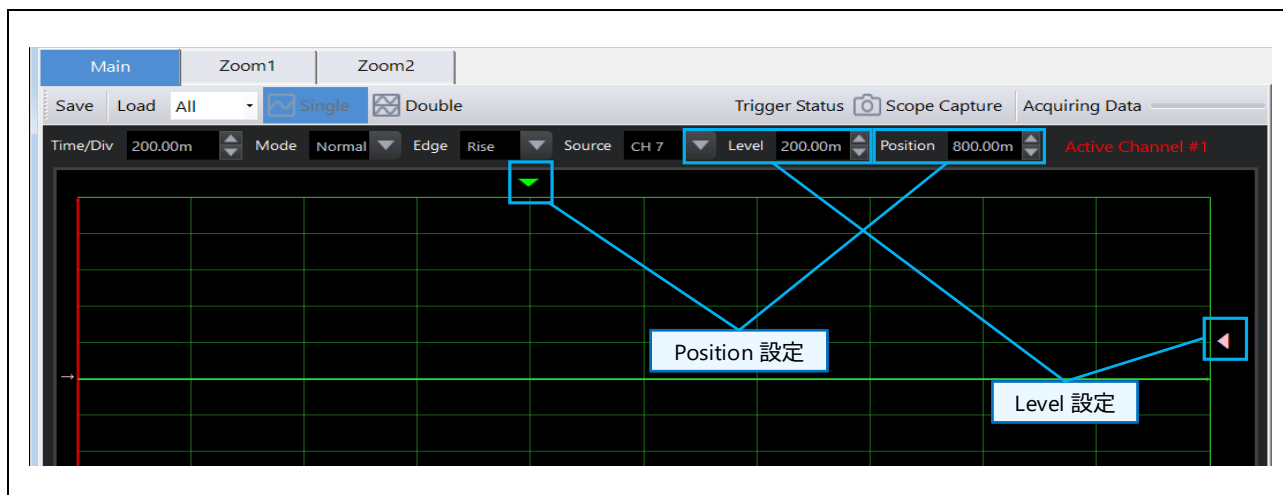 Main Zoom1 Zoom2
Save Load All Single Double Trigger Status Scope Capture Acquiring Data
Time/Div 200.00m Mode Normal Edge Rise Source CH 7 Level 200.00m Position 800.00m Active Channel #1
Position 設定
Level 設定